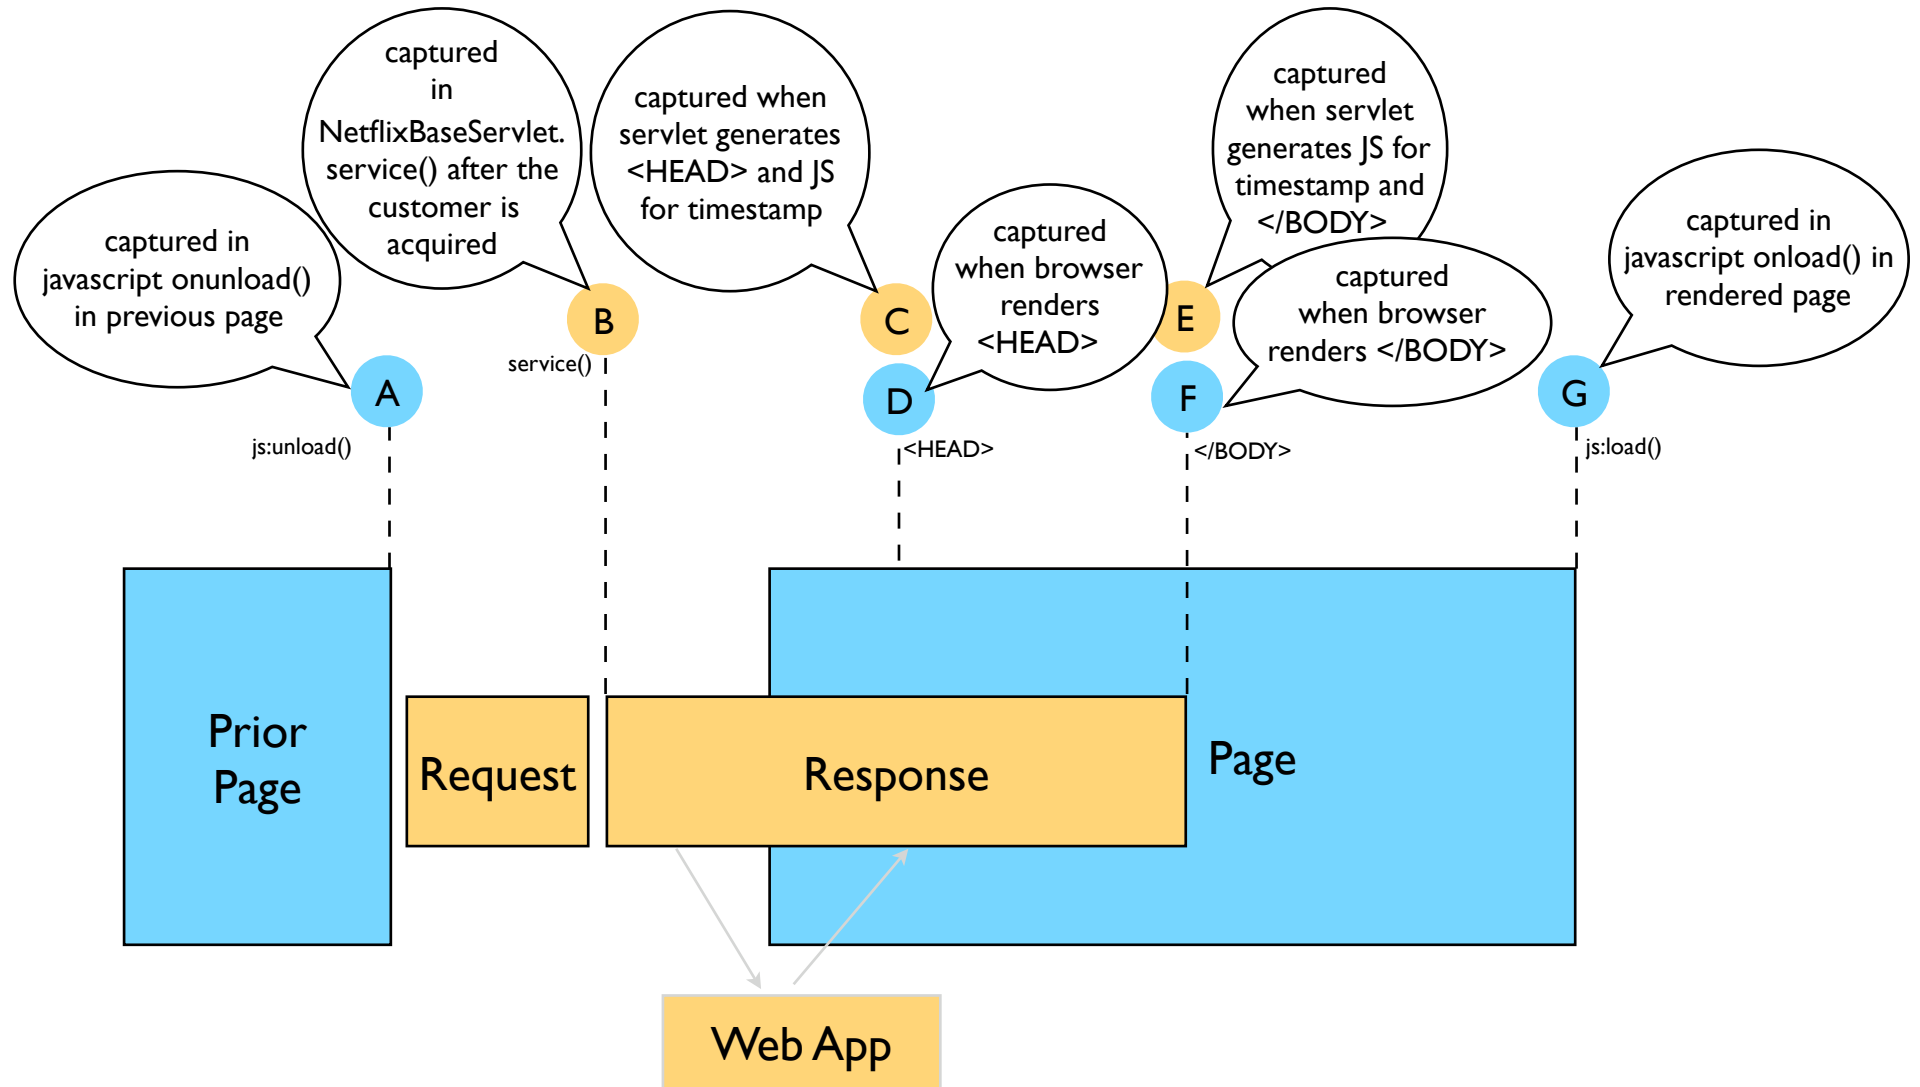 captured
in
NetflixBaseServlet.
service() after the
customer is
acquired
captured when
servlet generates
<HEAD> and JS
for timestamp
captured
when servlet
generates JS for
timestamp and
</BODY>
captured in
javascript onunload()
in previous page
captured
when browser
renders
<HEAD>
captured
when browser
renders </BODY>
captured in
javascript onload() in
rendered page
A
B
C
D
E
F
G
js:unload()
service()
<HEAD>
</BODY>
js:load()
Prior
Page
Request
Response
Page
Web App